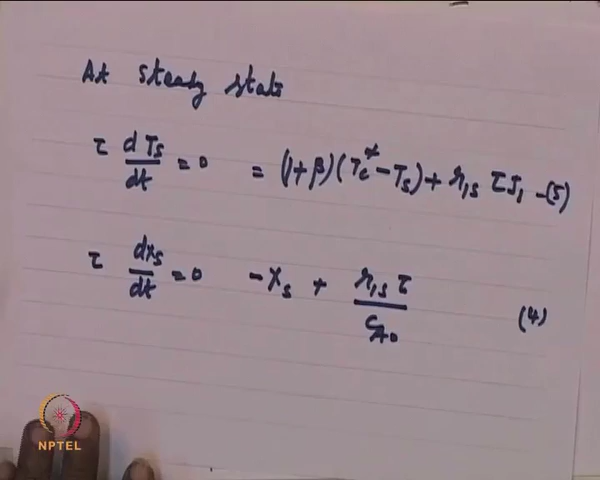 At steady state
τ dTs/dt = 0 = (1+β)(Tc* - Ts) + r1s τ J1 - (5)
τ dxs/dt = 0 - xs + r1s τ / CA0 (4)
NPTEL